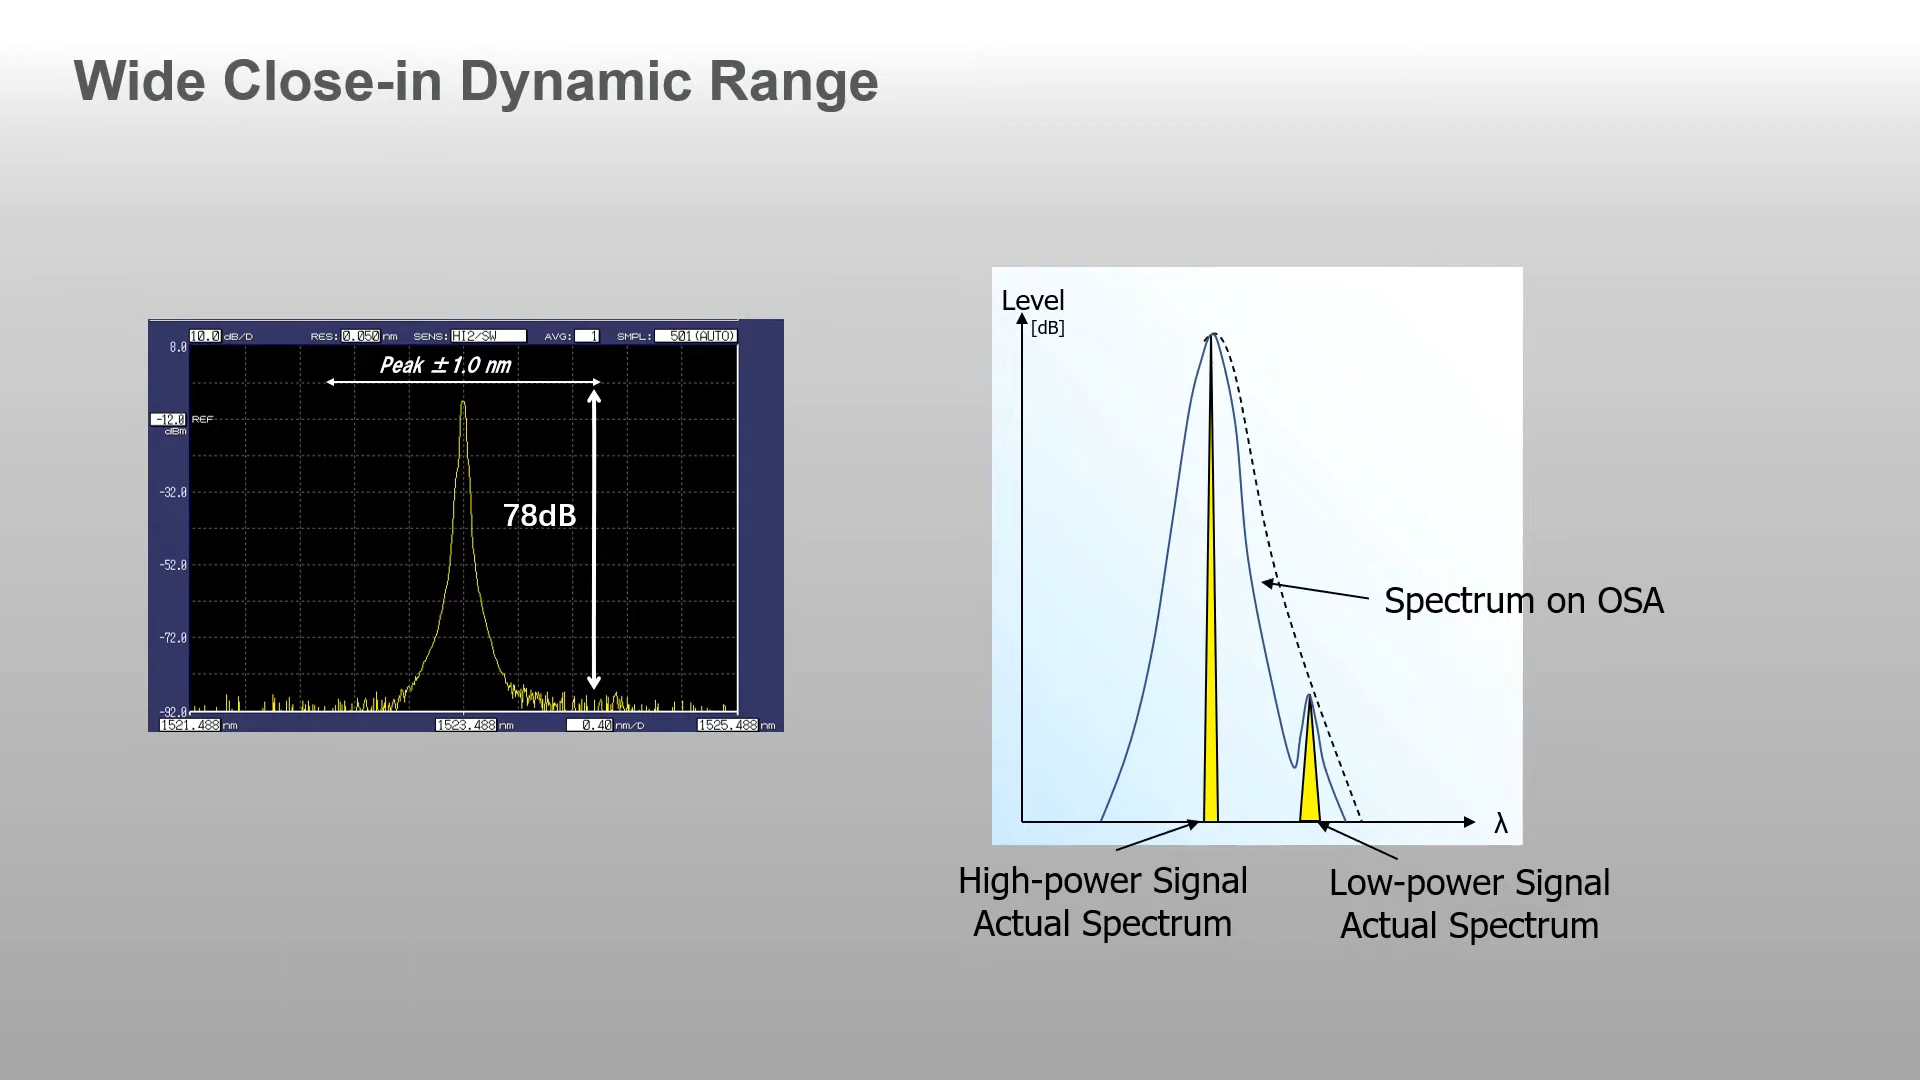 Wide Close-in Dynamic Range
10.0 dB/D RES: 0.050 nm SENS: HI2/SW AVG: 1 SMPL: 501(AUTO)
8.0
Peak ±1.0 nm
-12.0 REF
dBm
-32.0
78dB
-52.0
-72.0
-92.0
1521.488 nm 1523.488 nm 0.40 nm/D 1525.488 nm
Level
[dB]
Spectrum on OSA
λ
High-power Signal
Actual Spectrum
Low-power Signal
Actual Spectrum